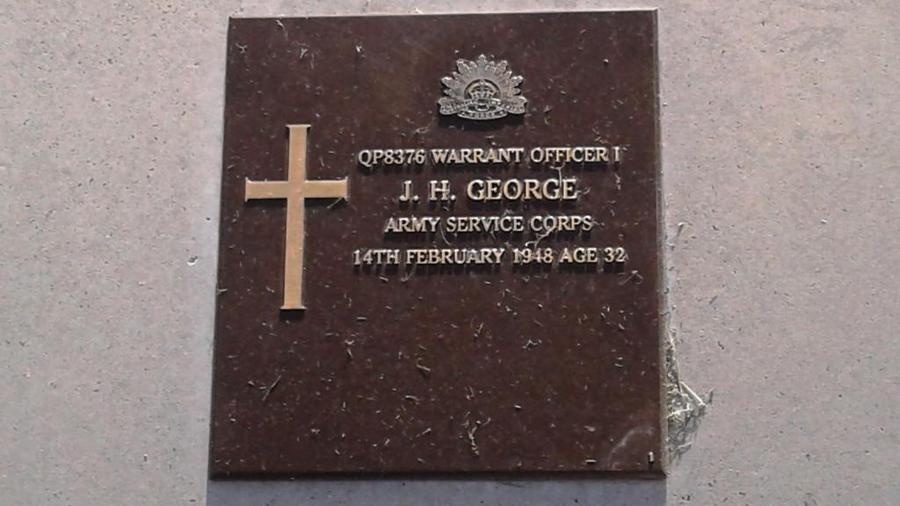 QP8376 WARRANT OFFICER I
J. H. GEORGE
ARMY SERVICE CORPS
14TH FEBRUARY 1948 AGE 32